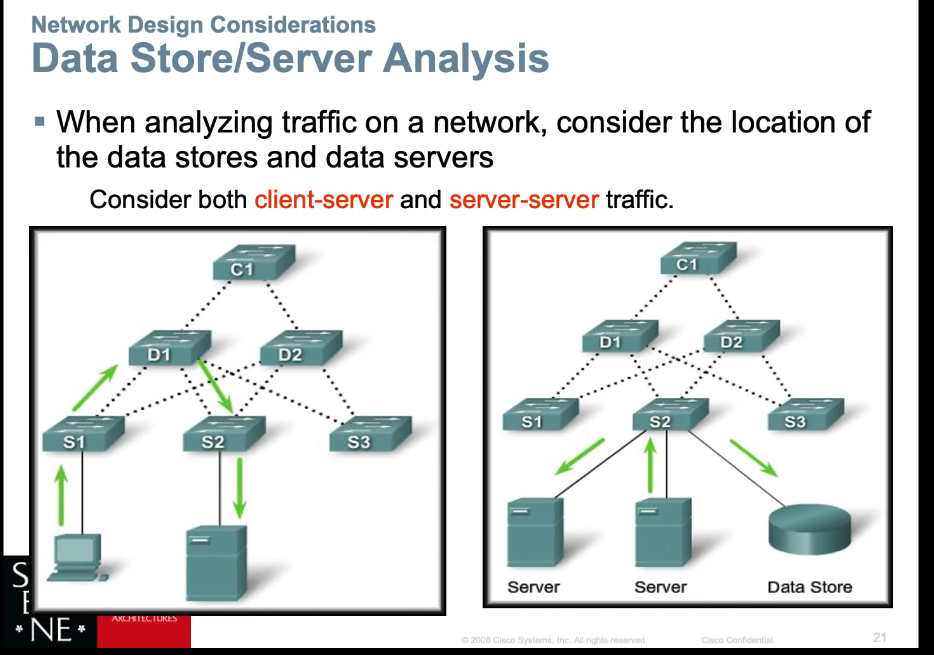 Network Design Considerations
Data Store/Server Analysis
▪ When analyzing traffic on a network, consider the location of
the data stores and data servers
Consider both client-server and server-server traffic.
C1
D1 D2
S1 S2 S3
C1
D1 D2
S1 S2 S3
Server Server Data Store
S
NE
ARCHITECTURES
© 2008 Cisco Systems, Inc. All rights reserved. Cisco Confidential 21